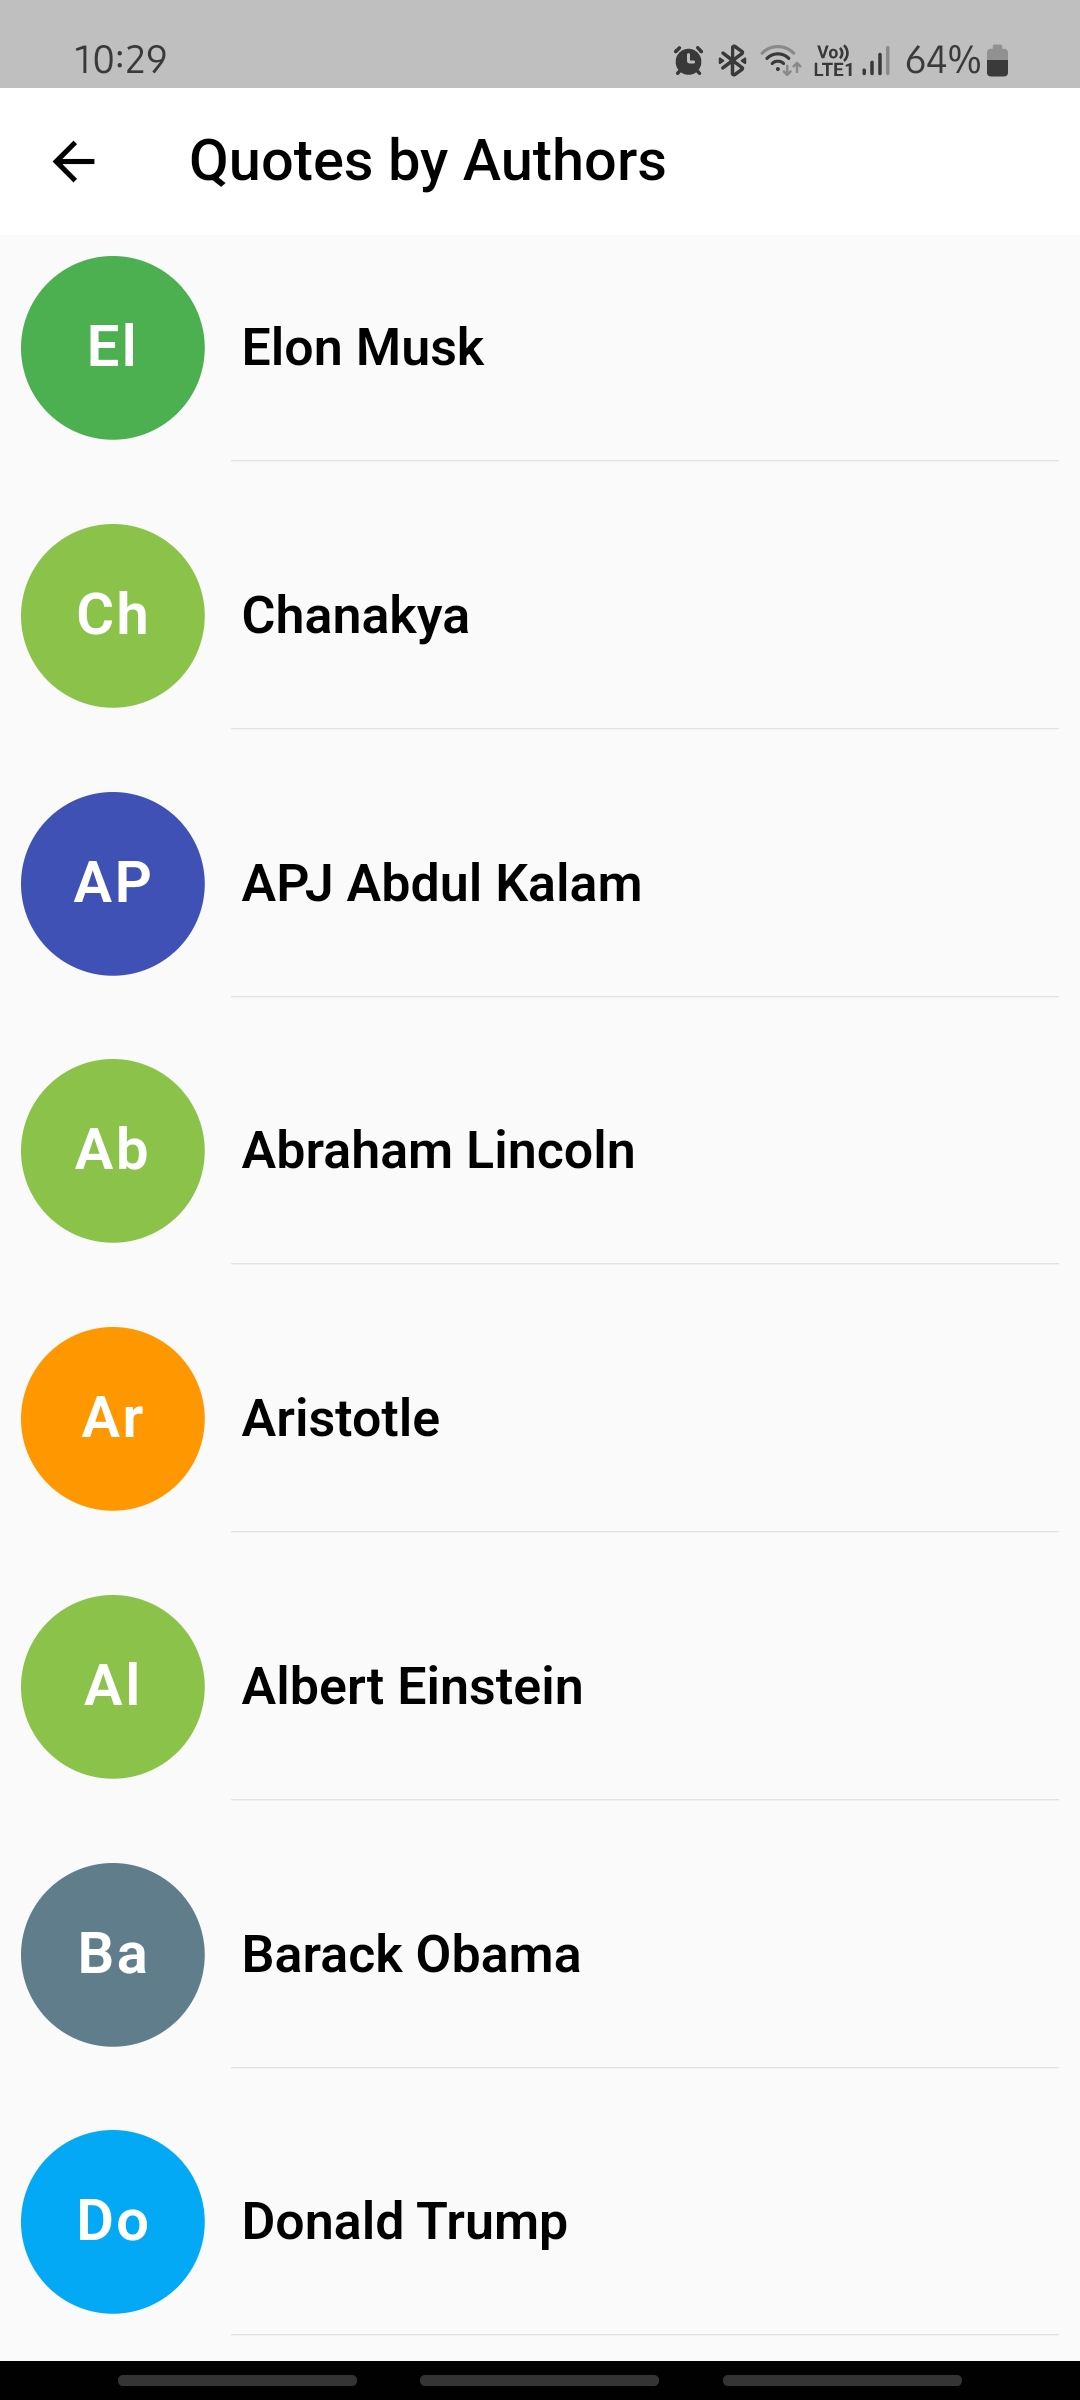 10:29 Vo)) LTE1 64%
Quotes by Authors
El Elon Musk
Ch Chanakya
AP APJ Abdul Kalam
Ab Abraham Lincoln
Ar Aristotle
Al Albert Einstein
Ba Barack Obama
Do Donald Trump